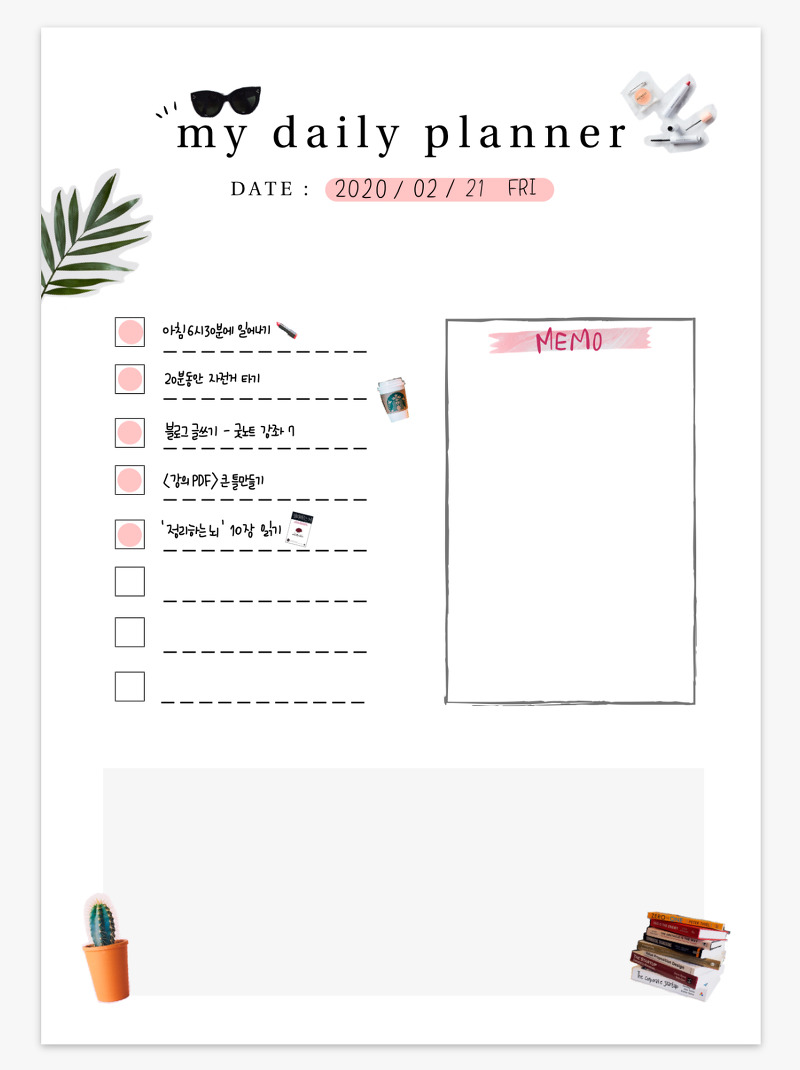 my daily planner
DATE : 2020 / 02 / 21 FRI
아침 6시30분에 일어나기
20분동안 자전거 타기
블로그 글쓰기 - 굿노트 강좌 7
<강의 PDF> 큰 틀만들기
'정리하는 뇌' 10장 읽기
MEMO